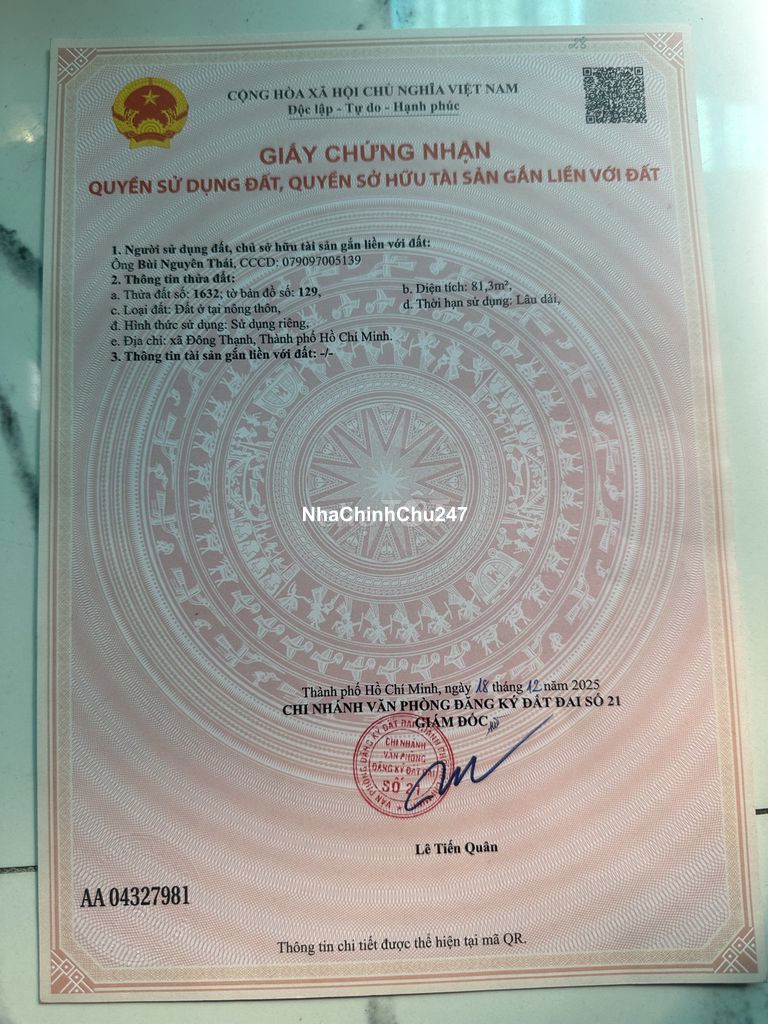 28
CỘNG HÒA XÃ HỘI CHỦ NGHĨA VIỆT NAM
Độc lập - Tự do - Hạnh phúc
GIẤY CHỨNG NHẬN
QUYỀN SỬ DỤNG ĐẤT, QUYỀN SỞ HỮU TÀI SẢN GẮN LIỀN VỚI ĐẤT
1. Người sử dụng đất, chủ sở hữu tài sản gắn liền với đất:
Ông Bùi Nguyên Thái, CCCD: 079097005139
2. Thông tin thửa đất:
a. Thửa đất số: 1632; tờ bản đồ số: 129, b. Diện tích: 81,3m²,
c. Loại đất: Đất ở tại nông thôn, d. Thời hạn sử dụng: Lâu dài,
đ. Hình thức sử dụng: Sử dụng riêng,
e. Địa chỉ: xã Đông Thạnh, Thành phố Hồ Chí Minh.
3. Thông tin tài sản gắn liền với đất: -/-
NhaChinhChu247
Thành phố Hồ Chí Minh, ngày 18 tháng 12 năm 2025
CHI NHÁNH VĂN PHÒNG ĐĂNG KÝ ĐẤT ĐAI SỐ 21
GIÁM ĐỐC
CHI NHÁNH
VĂN PHÒNG
ĐĂNG KÝ ĐẤT ĐAI
SỐ 21
Lê Tiến Quân
AA 04327981
Thông tin chi tiết được thể hiện tại mã QR.